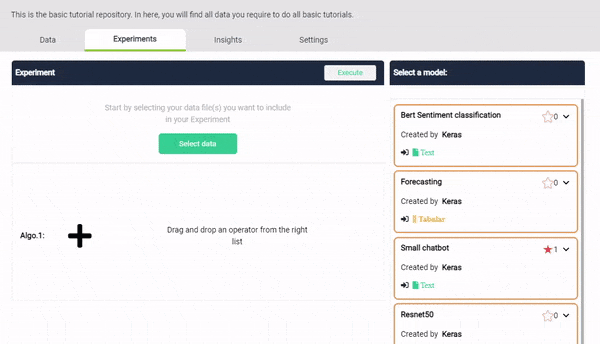 This is the basic tutorial repository. In here, you will find all data you require to do all basic tutorials.
Data
Experiments
Insights
Settings
Experiment
Execute
Start by selecting your data file(s) you want to include
in your Experiment
Select data
Algo.1:
Drag and drop an operator from the right
list
Select a model:
Bert Sentiment classification
0
Created by Keras
Text
Forecasting
0
Created by Keras
Tabular
Small chatbot
1
Created by Keras
Text
Resnet50
0
Created by Keras